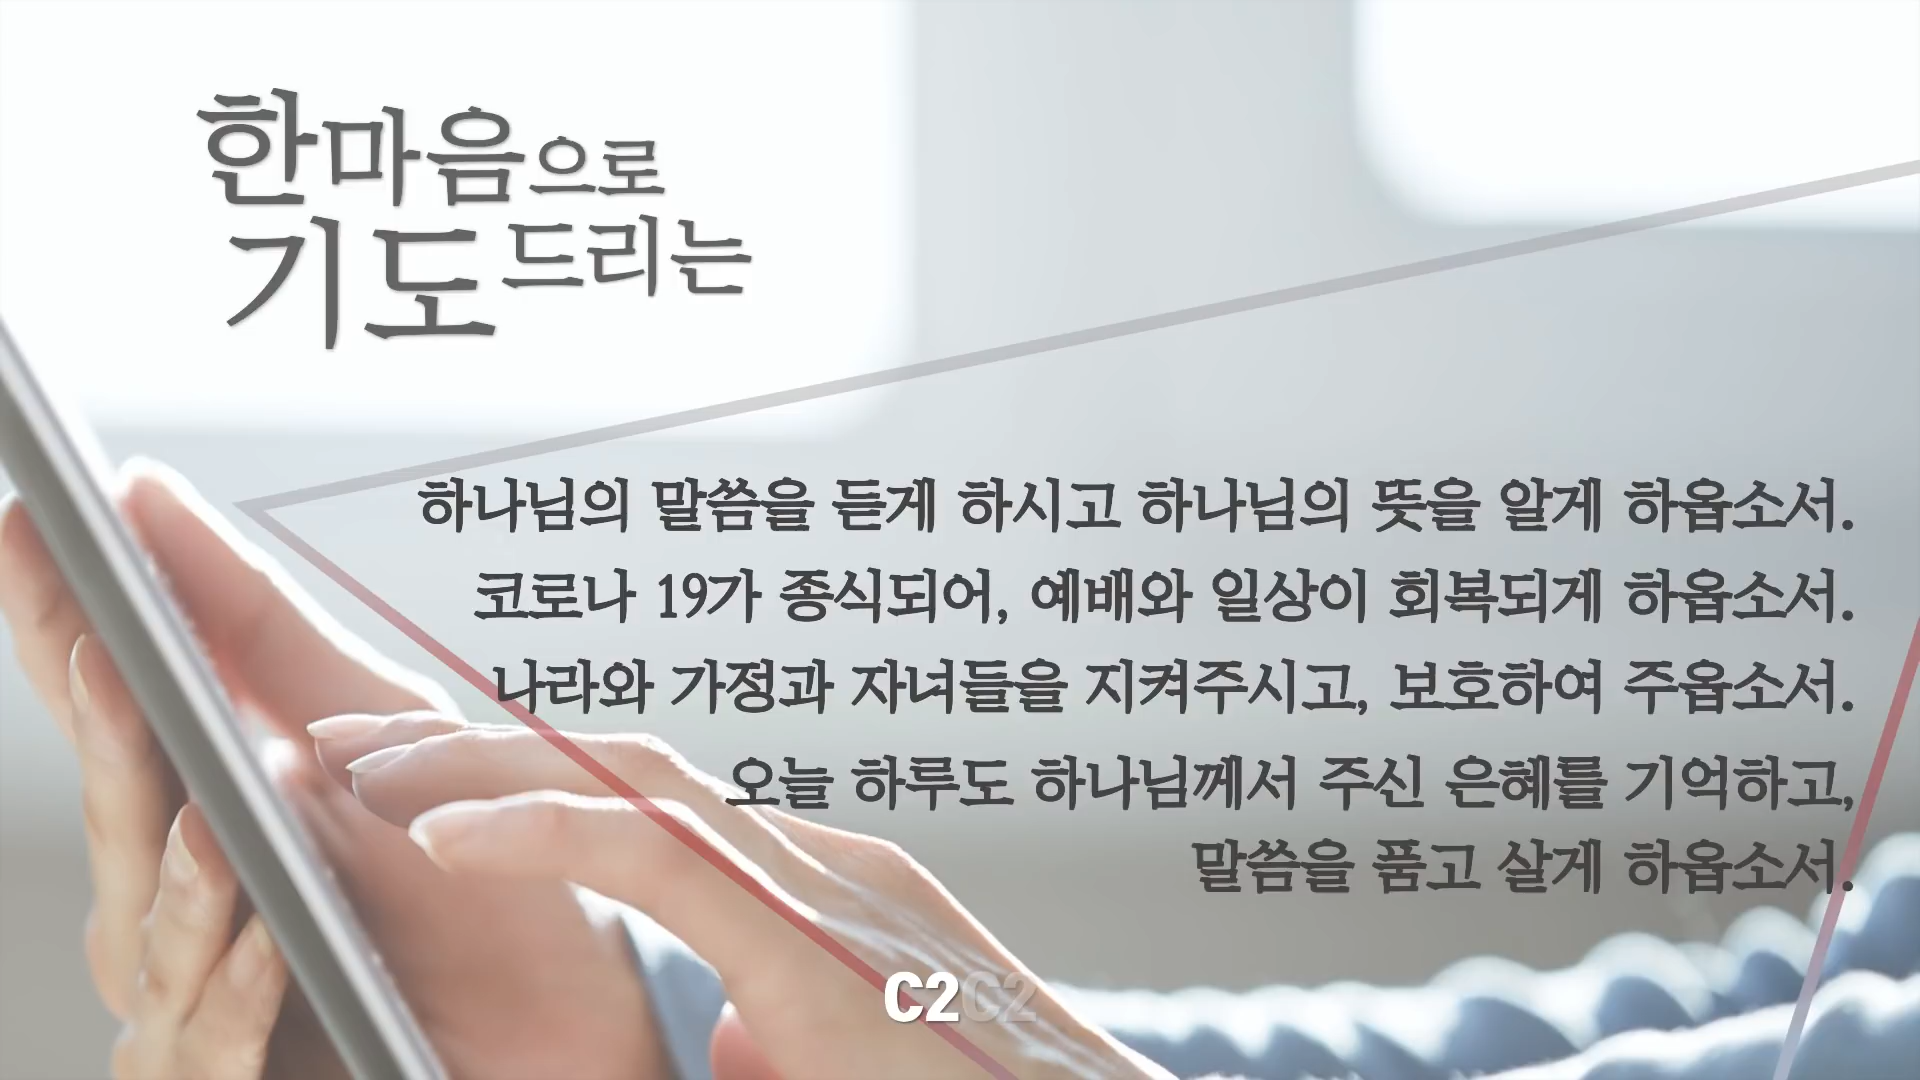 한마음으로
기도드리는
하나님의 말씀을 듣게 하시고 하나님의 뜻을 알게 하옵소서.
코로나 19가 종식되어, 예배와 일상이 회복되게 하옵소서.
나라와 가정과 자녀들을 지켜주시고, 보호하여 주옵소서.
오늘 하루도 하나님께서 주신 은혜를 기억하고,
말씀을 품고 살게 하옵소서.
C2C2